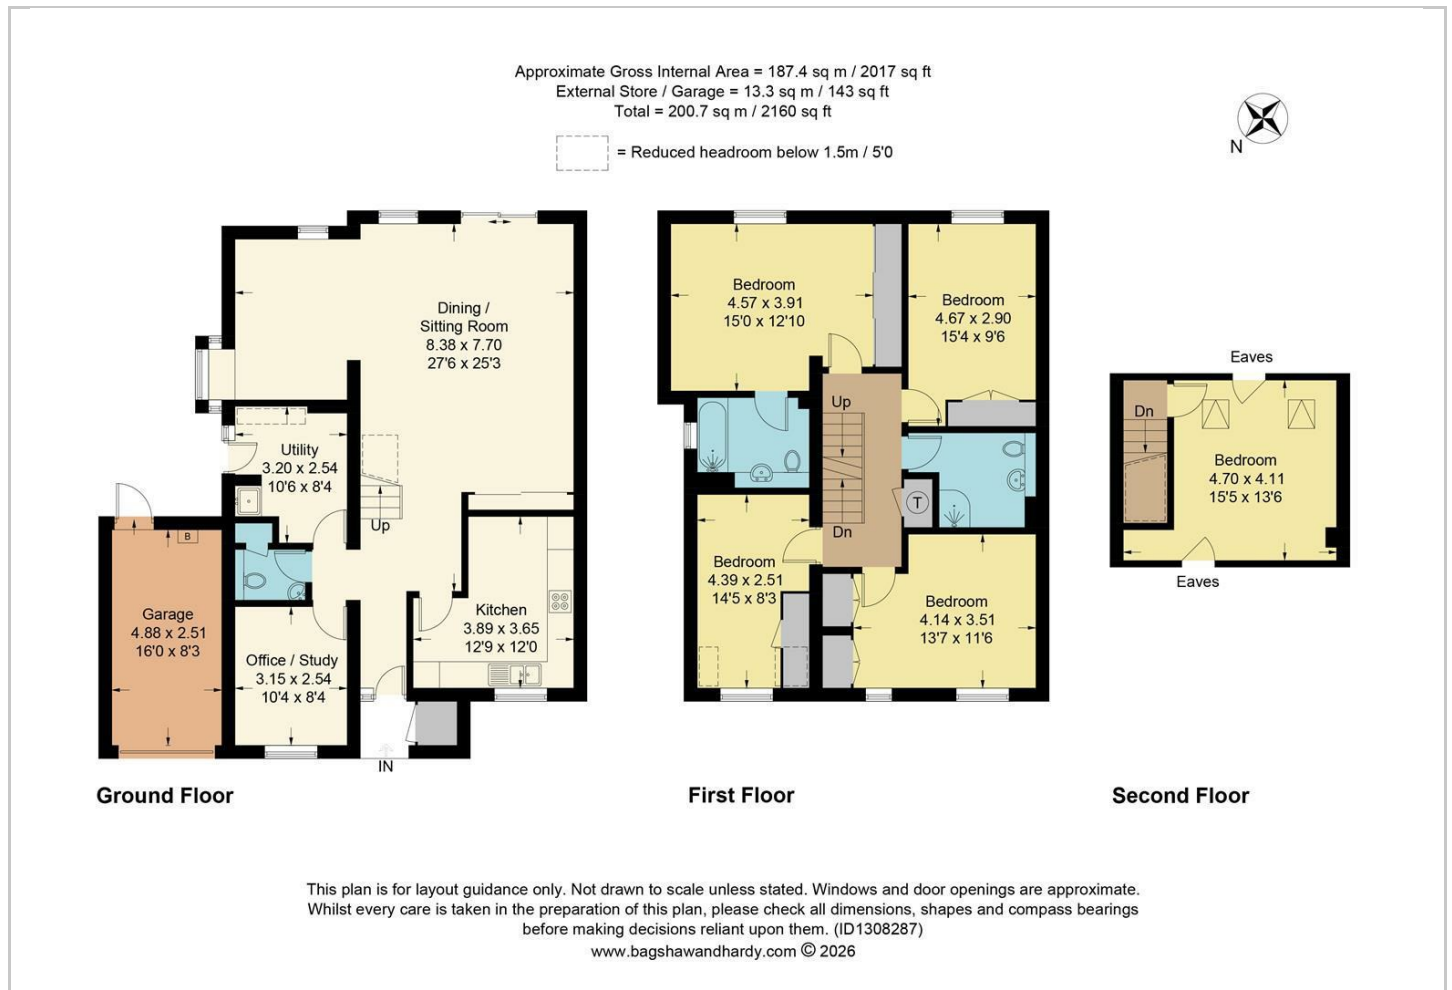 Approximate Gross Internal Area = 187.4 sq m / 2017 sq ft
External Store / Garage = 13.3 sq m / 143 sq ft
Total = 200.7 sq m / 2160 sq ft
= Reduced headroom below 1.5m / 5'0
N
Dining /
Sitting Room
8.38 x 7.70
27'6 x 25'3
Utility
3.20 x 2.54
10'6 x 8'4
Up
B
Garage
4.88 x 2.51
16'0 x 8'3
Office / Study
3.15 x 2.54
10'4 x 8'4
Kitchen
3.89 x 3.65
12'9 x 12'0
IN
Ground Floor
Bedroom
4.57 x 3.91
15'0 x 12'10
Bedroom
4.67 x 2.90
15'4 x 9'6
Up
T
Dn
Bedroom
4.39 x 2.51
14'5 x 8'3
Bedroom
4.14 x 3.51
13'7 x 11'6
First Floor
Eaves
Dn
Bedroom
4.70 x 4.11
15'5 x 13'6
Eaves
Second Floor
This plan is for layout guidance only. Not drawn to scale unless stated. Windows and door openings are approximate.
Whilst every care is taken in the preparation of this plan, please check all dimensions, shapes and compass bearings
before making decisions reliant upon them. (ID1308287)
www.bagshawandhardy.com © 2026